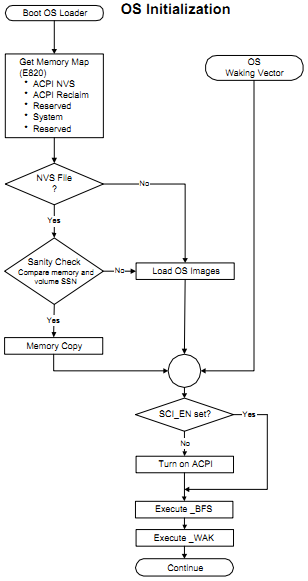 OS Initialization
Boot OS Loader
Get Memory Map
(E820)
* ACPI NVS
* ACPI Reclaim
* Reserved
* System
* Reserved
OS
Waking Vector
NVS File
?
No
Yes
Sanity Check
Compare memory and
volume SSN
No
Load OS Images
Yes
Memory Copy
SCI_EN set?
Yes
No
Turn on ACPI
Execute _BFS
Execute _WAK
Continue